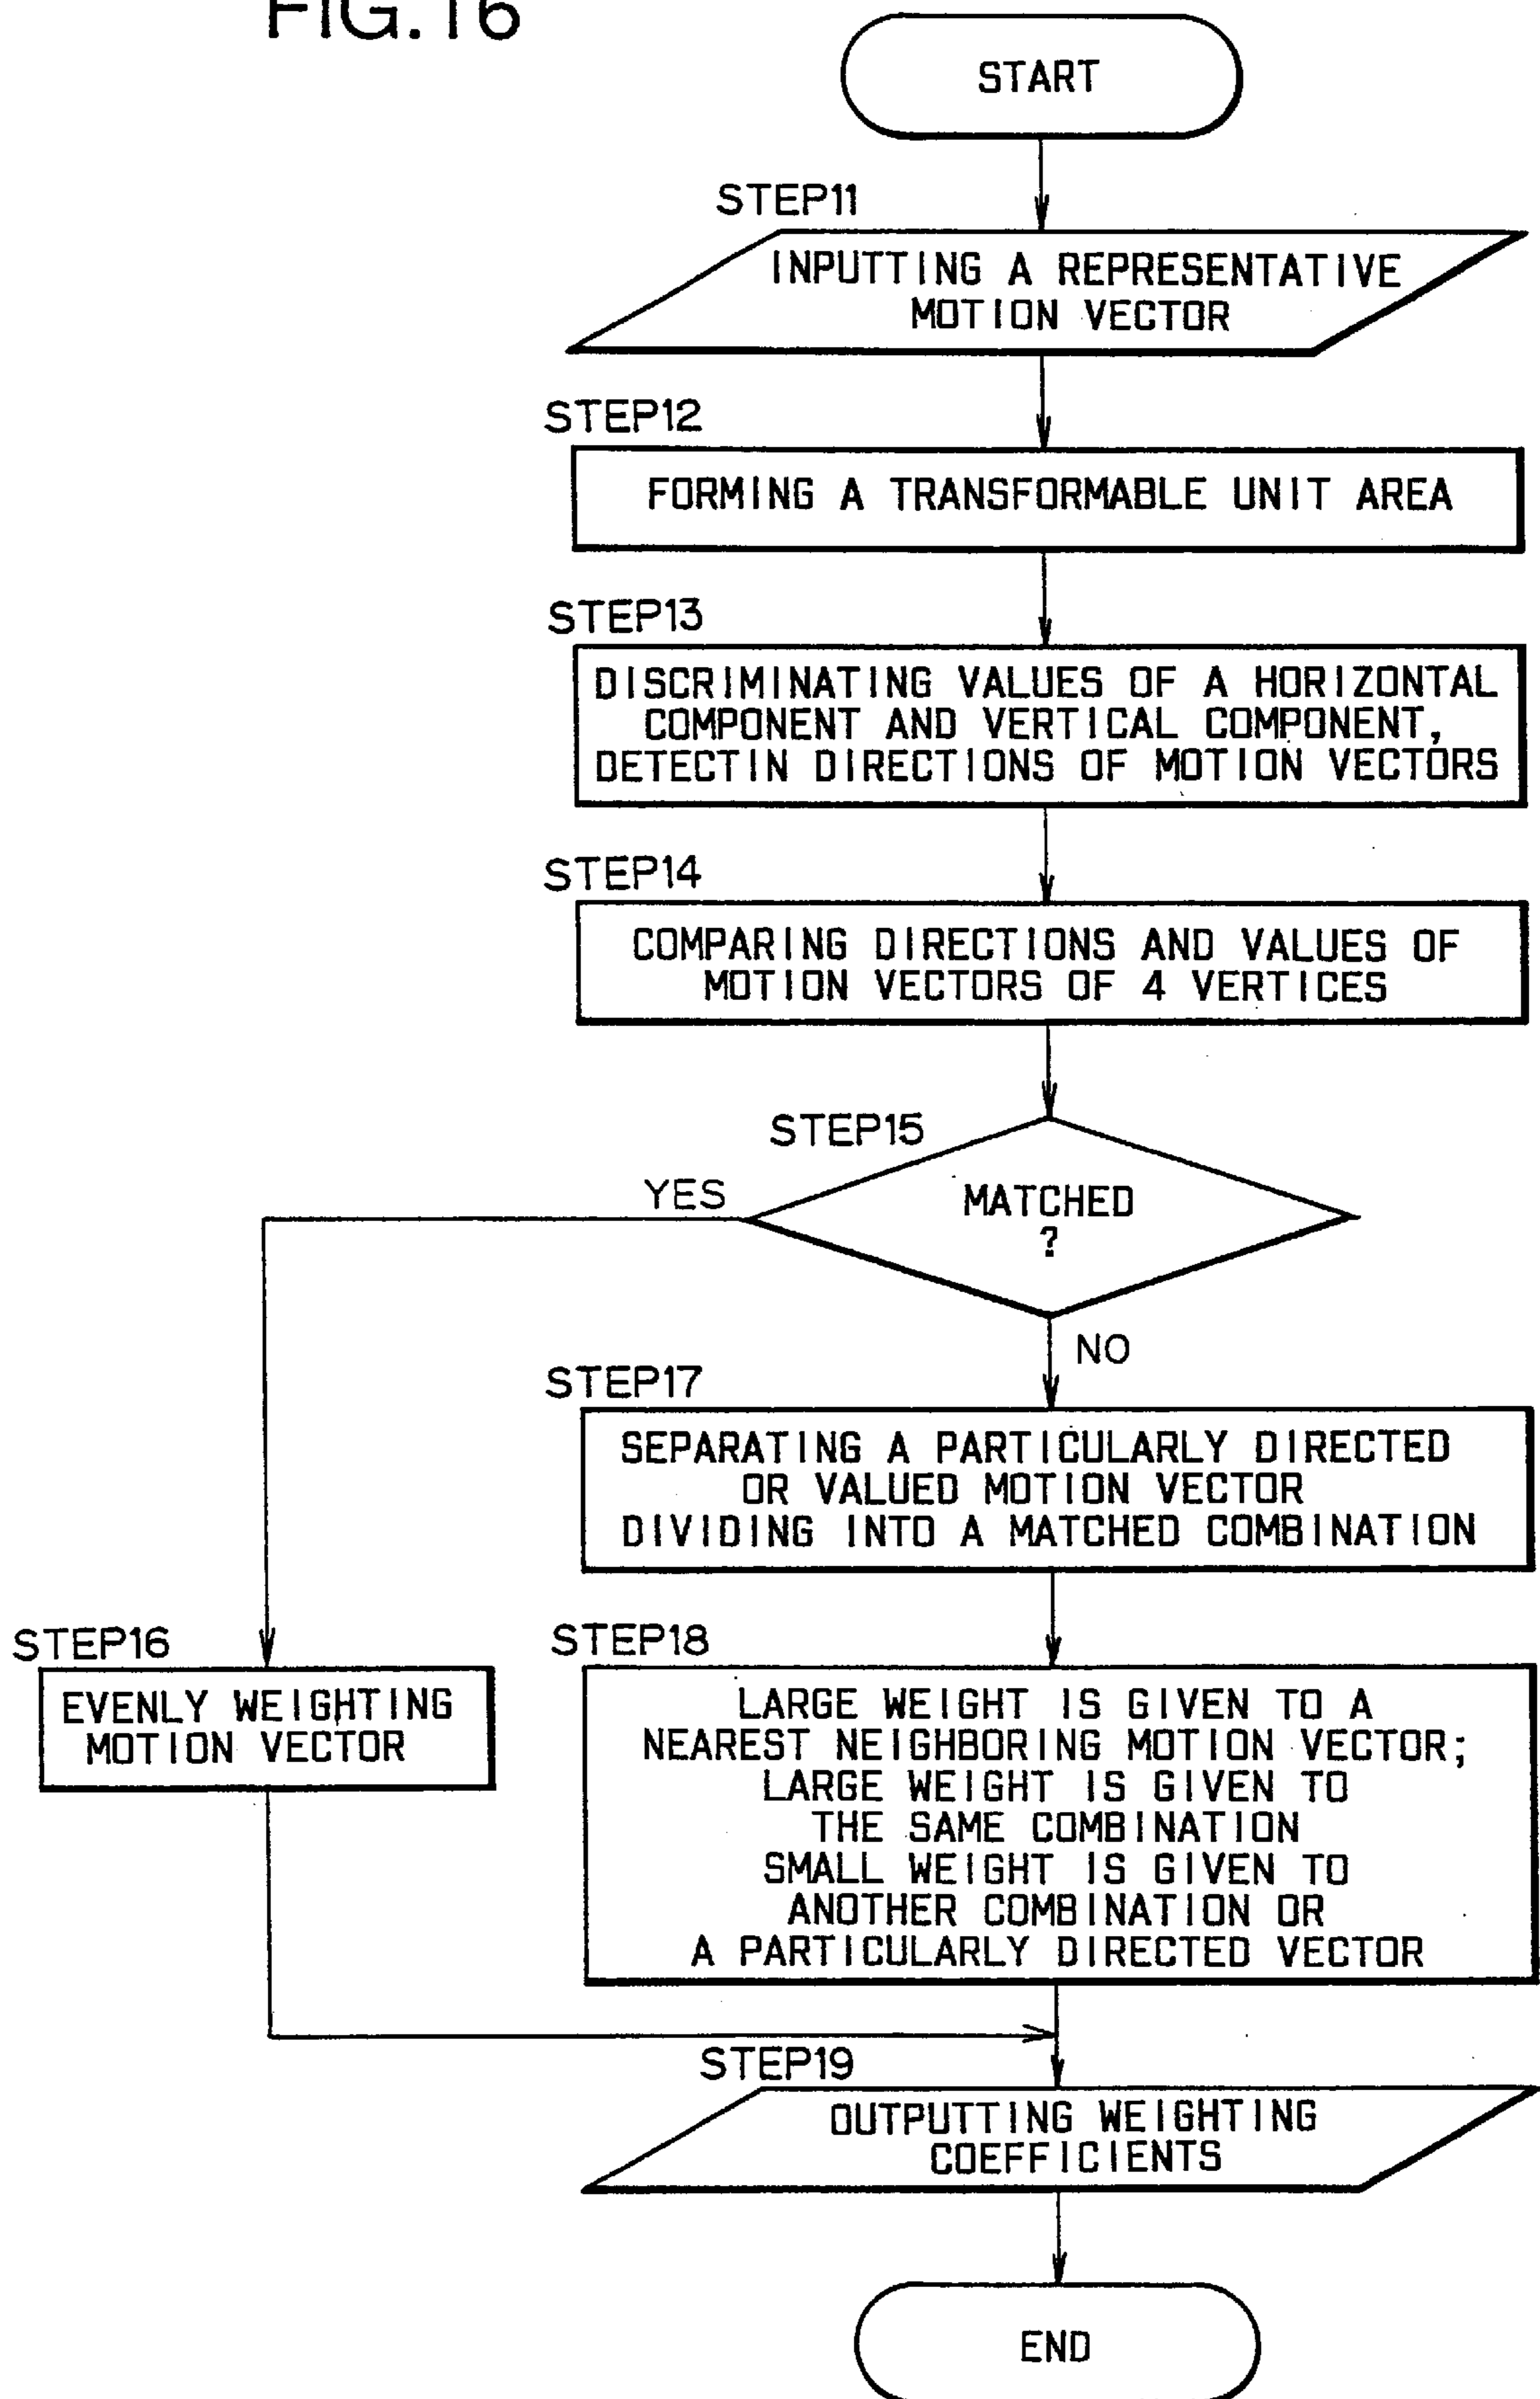 FIG.16
START
STEP11
INPUTTING A REPRESENTATIVE
MOTION VECTOR
STEP12
FORMING A TRANSFORMABLE UNIT AREA
STEP13
DISCRIMINATING VALUES OF A HORIZONTAL
COMPONENT AND VERTICAL COMPONENT,
DETECTIN DIRECTIONS OF MOTION VECTORS
STEP14
COMPARING DIRECTIONS AND VALUES OF
MOTION VECTORS OF 4 VERTICES
STEP15
YES
MATCHED
?
NO
STEP17
SEPARATING A PARTICULARLY DIRECTED
OR VALUED MOTION VECTOR
DIVIDING INTO A MATCHED COMBINATION
STEP16
EVENLY WEIGHTING
MOTION VECTOR
STEP18
LARGE WEIGHT IS GIVEN TO A
NEAREST NEIGHBORING MOTION VECTOR;
LARGE WEIGHT IS GIVEN TO
THE SAME COMBINATION
SMALL WEIGHT IS GIVEN TO
ANOTHER COMBINATION OR
A PARTICULARLY DIRECTED VECTOR
STEP19
OUTPUTTING WEIGHTING
COEFFICIENTS
END